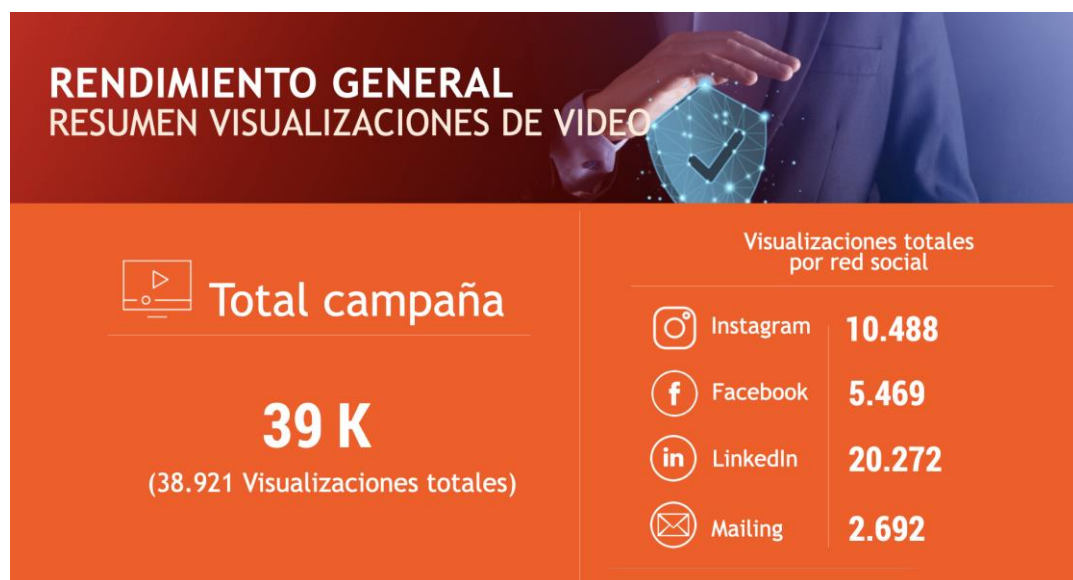 RENDIMIENTO GENERAL
RESUMEN VISUALIZACIONES DE VIDEO
Total campaña
39 K
(38.921 Visualizaciones totales)
Visualizaciones totales
por red social
Instagram 10.488
Facebook 5.469
LinkedIn 20.272
Mailing 2.692